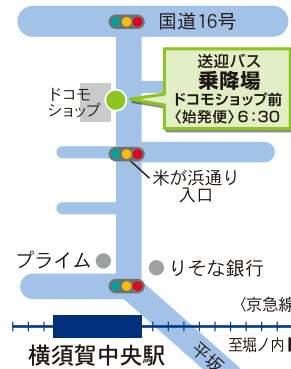 国道16号
送迎バス
乗降場
ドコモショップ前
〈始発便〉6:30
ドコモ
ショップ
米が浜通り
入口
プライム
りそな銀行
〈京急線
至堀ノ内
横須賀中央駅
平坂